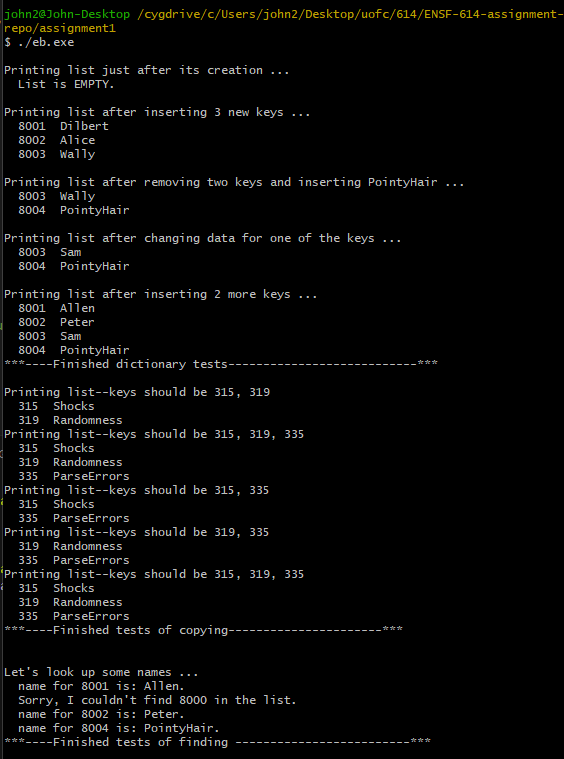 john2@John-Desktop /cygdrive/c/Users/john2/Desktop/uofc/614/ENSF-614-assignment-
repo/assignment1
$ ./eb.exe

Printing list just after its creation ...
  List is EMPTY.

Printing list after inserting 3 new keys ...
  8001  Dilbert
  8002  Alice
  8003  Wally

Printing list after removing two keys and inserting PointyHair ...
  8003  Wally
  8004  PointyHair

Printing list after changing data for one of the keys ...
  8003  Sam
  8004  PointyHair

Printing list after inserting 2 more keys ...
  8001  Allen
  8002  Peter
  8003  Sam
  8004  PointyHair
***----Finished dictionary tests---------------------------***

Printing list--keys should be 315, 319
  315  Shocks
  319  Randomness
Printing list--keys should be 315, 319, 335
  315  Shocks
  319  Randomness
  335  ParseErrors
Printing list--keys should be 315, 335
  315  Shocks
  335  ParseErrors
Printing list--keys should be 319, 335
  319  Randomness
  335  ParseErrors
Printing list--keys should be 315, 319, 335
  315  Shocks
  319  Randomness
  335  ParseErrors
***----Finished tests of copying----------------------***


Let's look up some names ...
  name for 8001 is: Allen.
  Sorry, I couldn't find 8000 in the list.
  name for 8002 is: Peter.
  name for 8004 is: PointyHair.
***----Finished tests of finding -------------------------***